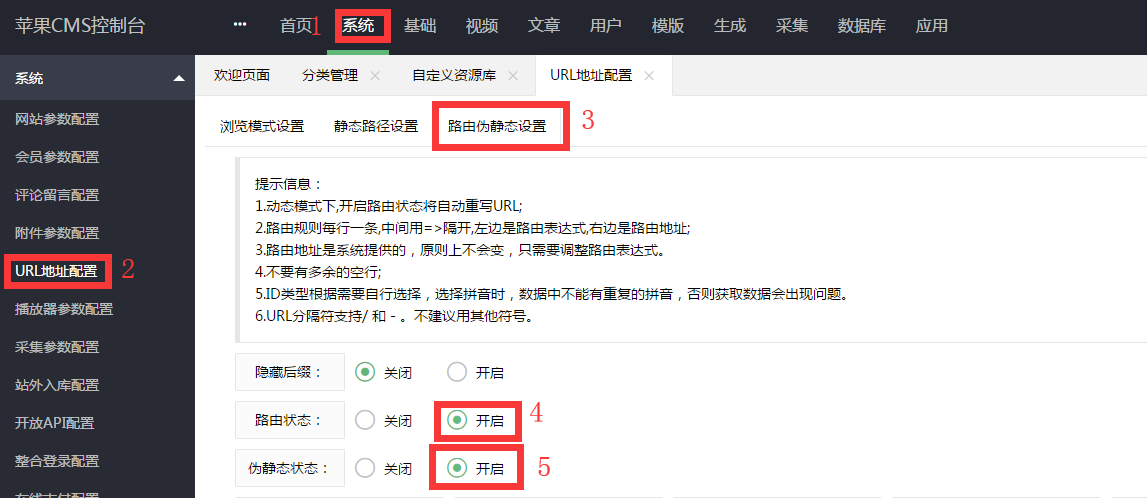 苹果CMS控制台 ••• 首页 1 系统 基础 视频 文章 用户 模版 生成 采集 数据库 应用
系统 欢迎页面 分类管理 × 自定义资源库 × URL地址配置 ×
网站参数配置
会员参数配置
评论留言配置
附件参数配置
URL地址配置 2
播放器参数配置
采集参数配置
站外入库配置
开放API配置
整合登录配置
在线支付配置
浏览模式设置 静态路径设置 路由伪静态设置 3
提示信息：
1.动态模式下,开启路由状态将自动重写URL;
2.路由规则每行一条,中间用=>隔开,左边是路由表达式,右边是路由地址;
3.路由地址是系统提供的，原则上不会变，只需要调整路由表达式。
4.不要有多余的空行;
5.ID类型根据需要自行选择，选择拼音时，数据中不能有重复的拼音，否则获取数据会出现问题。
6.URL分隔符支持/ 和 - 。不建议用其他符号。
隐藏后缀： 关闭 开启
路由状态： 关闭 开启 4
伪静态状态： 关闭 开启 5